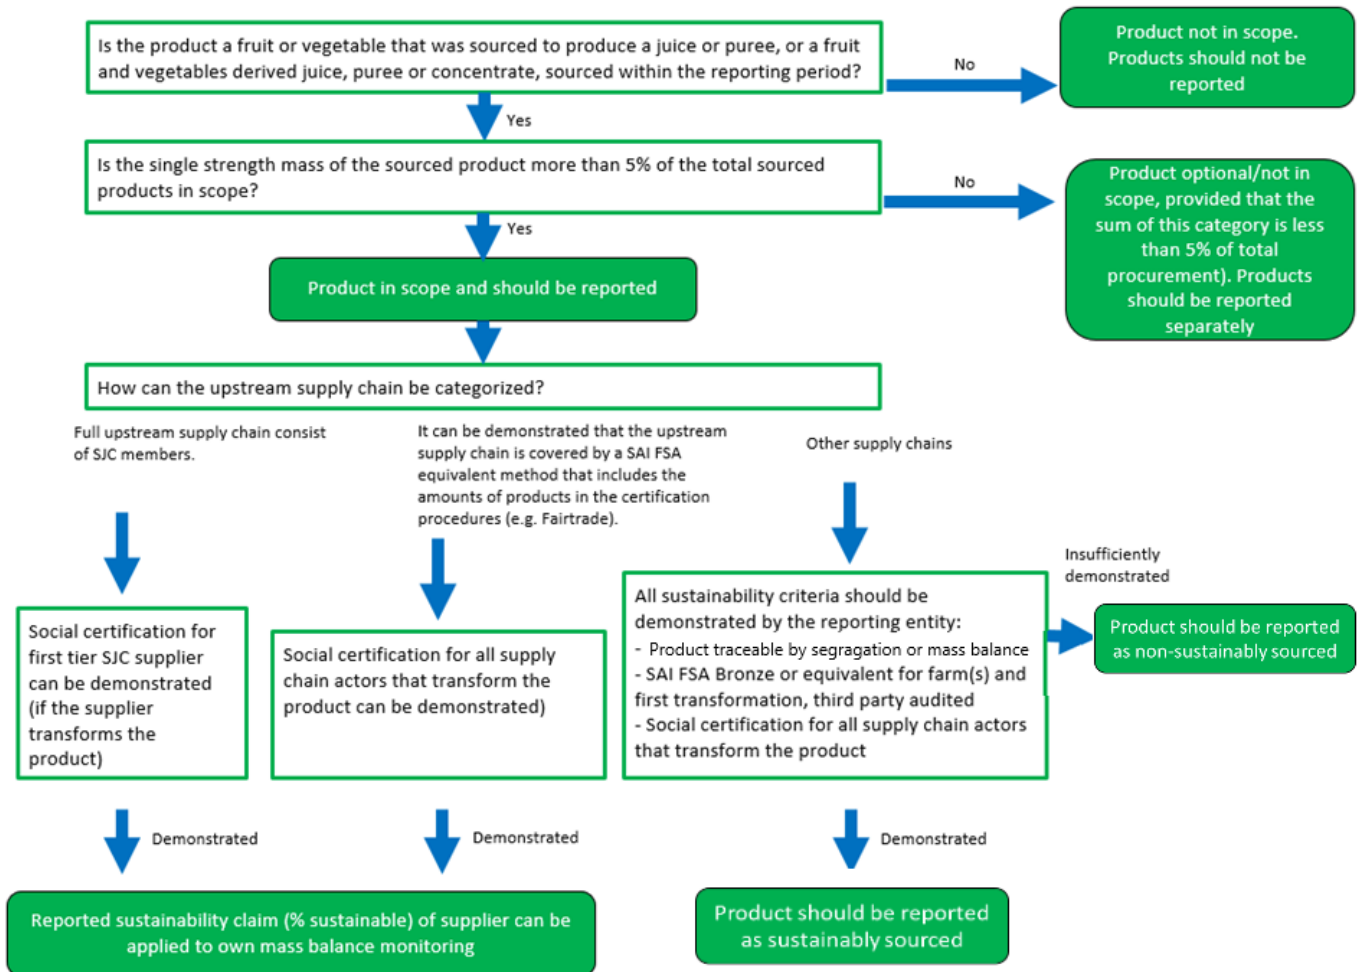 Is the product a fruit or vegetable that was sourced to produce a juice or puree, or a fruit
and vegetables derived juice, puree or concentrate, sourced within the reporting period?
No
Product not in scope.
Products should not be
reported
Yes
Is the single strength mass of the sourced product more than 5% of the total sourced
products in scope?
No
Product optional/not in
scope, provided that the
sum of this category is less
than 5% of total
procurement). Products
should be reported
separately
Yes
Product in scope and should be reported
How can the upstream supply chain be categorized?
Full upstream supply chain consist
of SJC members.
It can be demonstrated that the upstream
supply chain is covered by a SAI FSA
equivalent method that includes the
amounts of products in the certification
procedures (e.g. Fairtrade).
Other supply chains
Social certification for
first tier SJC supplier
can be demonstrated
(if the supplier
transforms the
product)
Social certification for all supply
chain actors that transform the
product can be demonstrated)
All sustainability criteria should be
demonstrated by the reporting entity:
- Product traceable by segregation or mass balance
- SAI FSA Bronze or equivalent for farm(s) and
first transformation, third party audited
- Social certification for all supply chain actors
that transform the product
Insufficiently
demonstrated
Product should be reported
as non-sustainably sourced
Demonstrated
Demonstrated
Demonstrated
Reported sustainability claim (% sustainable) of supplier can be
applied to own mass balance monitoring
Product should be reported
as sustainably sourced